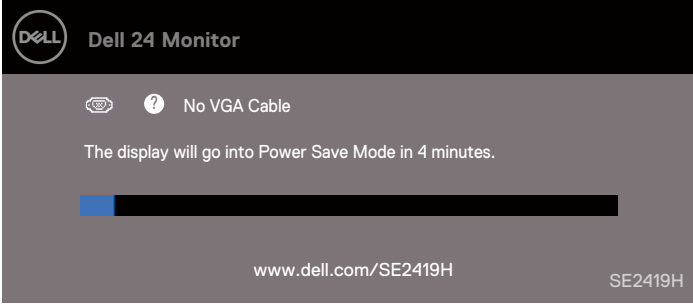 DELL Dell 24 Monitor
No VGA Cable
The display will go into Power Save Mode in 4 minutes.
www.dell.com/SE2419H
SE2419H